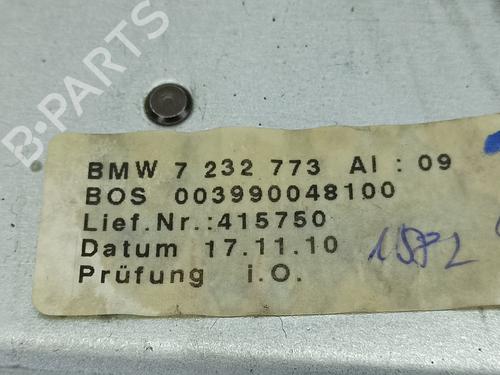 B-PARTS
BMW 7 232 773 AI : 09
BOS 003990048100
Lief.Nr.:415750
Datum 17.11.10
Prüfung i.O.
1582